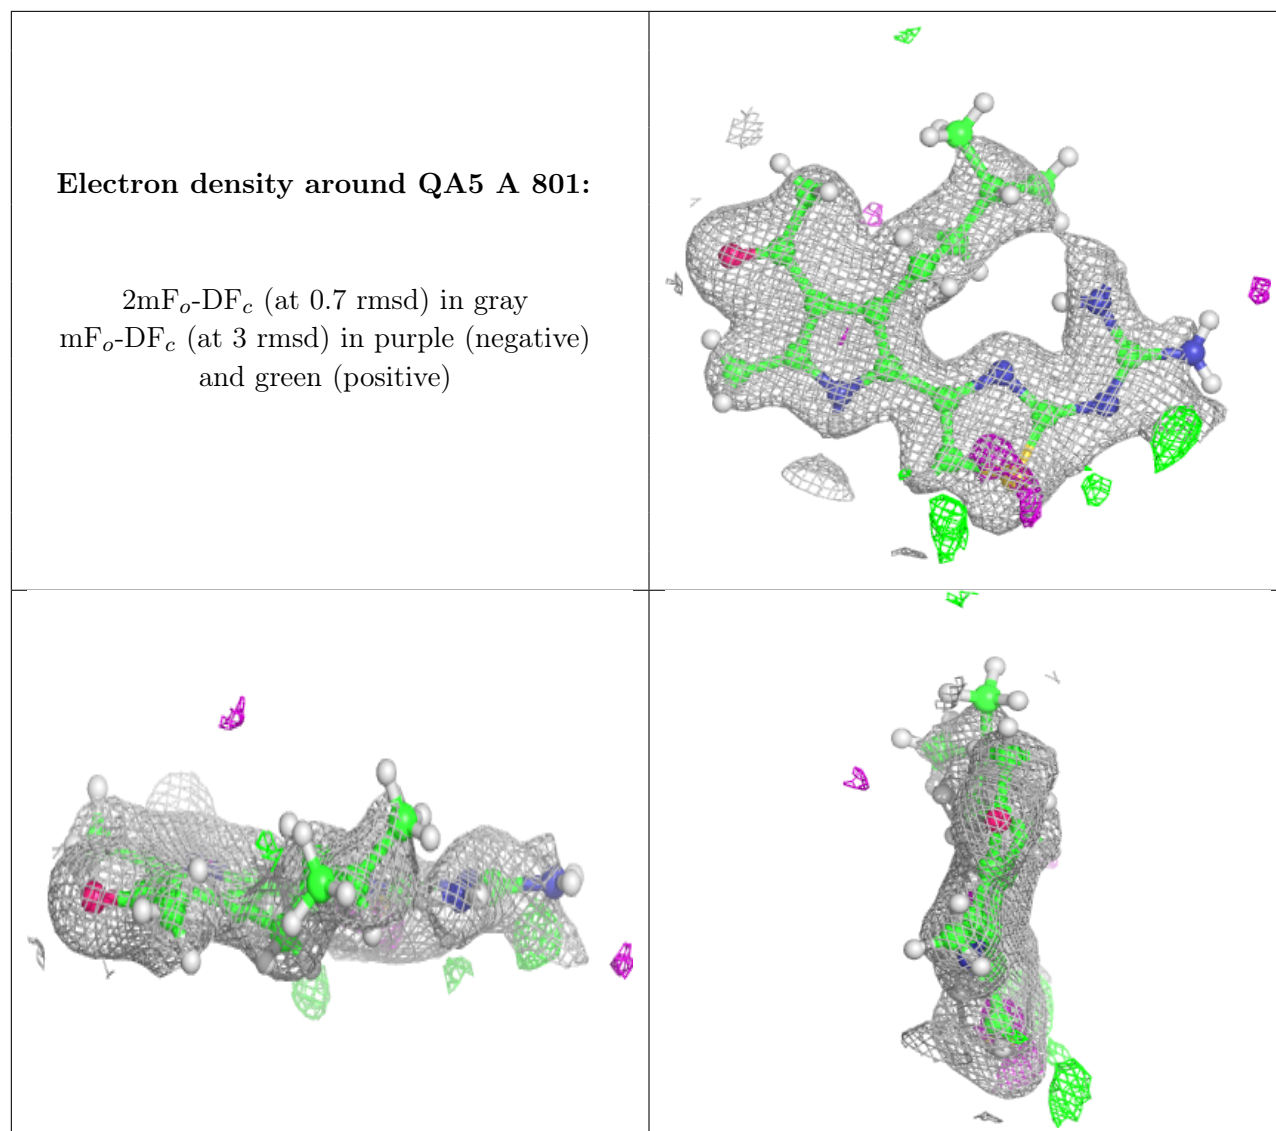 Electron density around QA5 A 801:
2mFₒ-DF𝒸 (at 0.7 rmsd) in gray
mFₒ-DF𝒸 (at 3 rmsd) in purple (negative)
and green (positive)